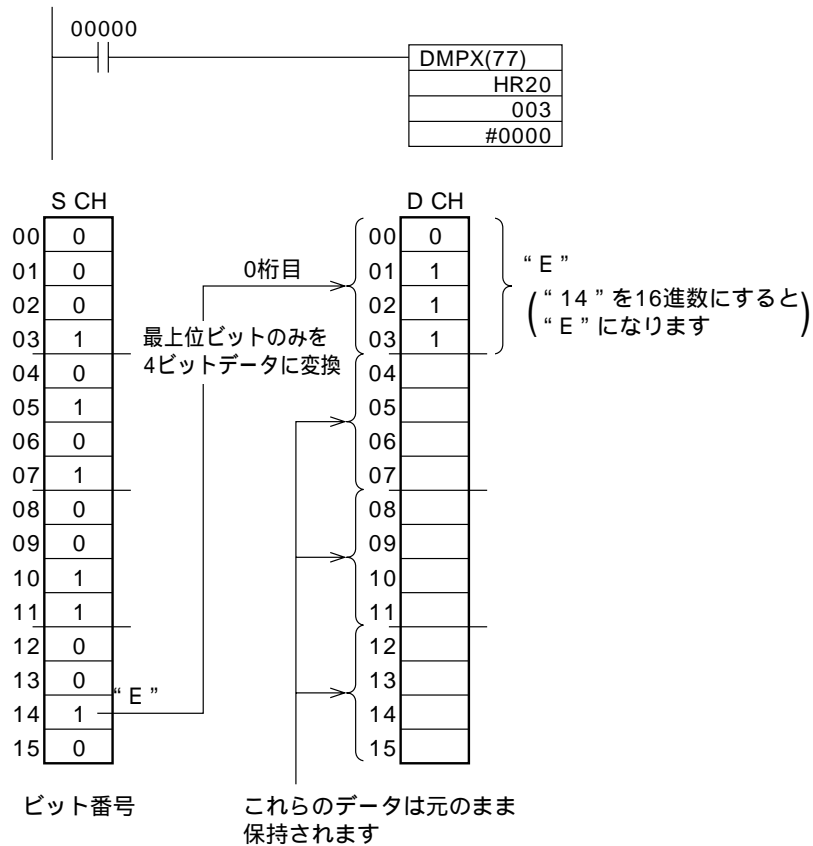 00000
DMPX(77)
HR20
003
#0000
S CH
D CH
00 0
01 0
02 0
03 1
04 0
05 1
06 0
07 1
08 0
09 0
10 1
11 1
12 0
13 0
14 1
15 0
“E”
0桁目
最上位ビットのみを
4ビットデータに変換
00 0
01 1
02 1
03 1
04
05
06
07
08
09
10
11
12
13
14
15
“E”
(“14”を16進数にすると
“E”になります)
ビット番号
これらのデータは元のまま
保持されます